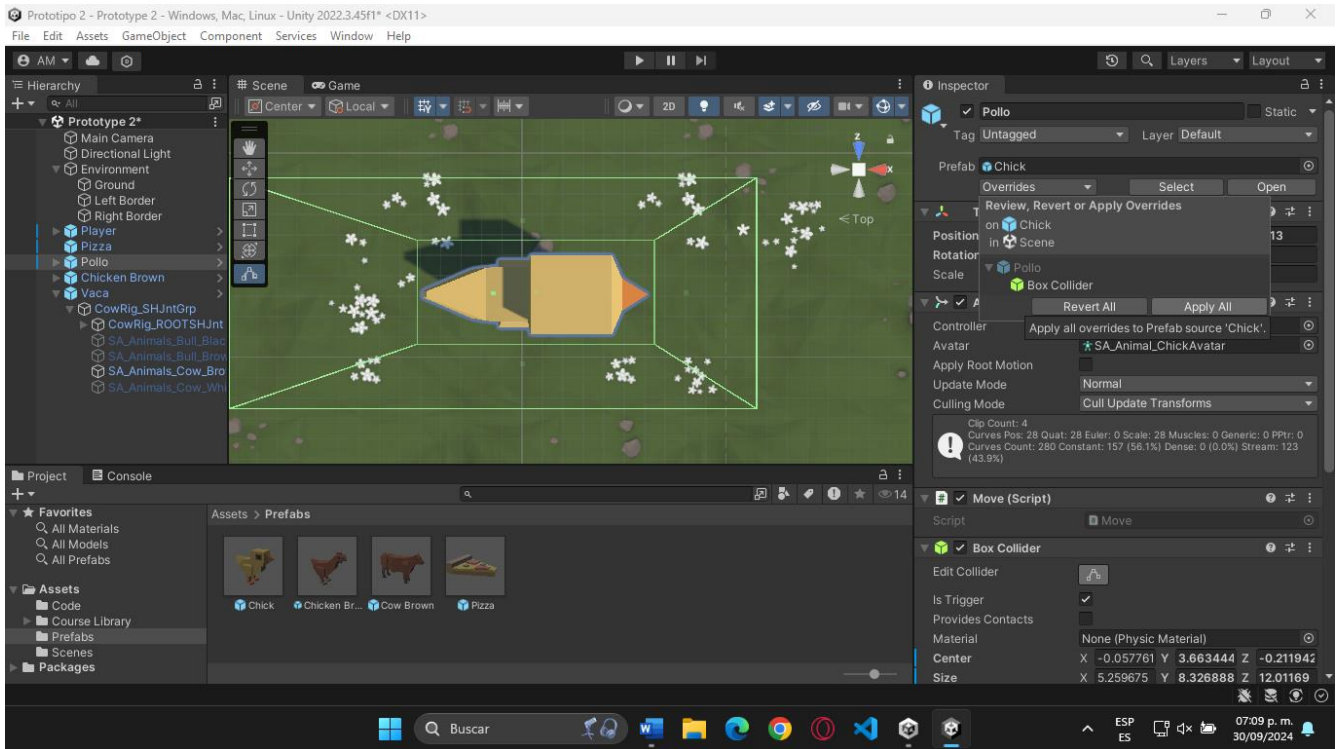 Prototipo 2 - Prototype 2 - Windows, Mac, Linux - Unity 2022.3.45f1* <DX11>
File Edit Assets GameObject Component Services Window Help
AM
Layers Layout
Hierarchy
All
Prototype 2*
Main Camera
Directional Light
Environment
Ground
Left Border
Right Border
Player
Pizza
Pollo
Chicken Brown
Vaca
CowRig_SHJntGrp
CowRig_ROOTSHJnt
SA_Animals_Bull_Blac
SA_Animals_Bull_Brow
SA_Animals_Cow_Bro
SA_Animals_Cow_Whi
Scene Game
Center Local 2D
z
x
Top
Inspector
Pollo Static
Tag Untagged Layer Default
Prefab Chick
Overrides Select Open
Review, Revert or Apply Overrides
on Chick
in Scene
Pollo
Box Collider
Revert All Apply All
Apply all overrides to Prefab source 'Chick'.
T
Position 13
Rotation
Scale
A
Controller
Avatar SA_Animal_ChickAvatar
Apply Root Motion
Update Mode Normal
Culling Mode Cull Update Transforms
Clip Count: 4
Curves Pos: 28 Quat: 28 Euler: 0 Scale: 28 Muscles: 0 Generic: 0 PPtr: 0
Curves Count: 280 Constant: 157 (56.1%) Dense: 0 (0.0%) Stream: 123
(43.9%)
Move (Script)
Script Move
Box Collider
Edit Collider
Is Trigger
Provides Contacts
Material None (Physic Material)
Center X -0.057761 Y 3.663444 Z -0.211942
Size X 5.259675 Y 8.326888 Z 12.01169
Project Console
14
Favorites
All Materials
All Models
All Prefabs
Assets
Code
Course Library
Prefabs
Scenes
Packages
Assets > Prefabs
Chick Chicken Br... Cow Brown Pizza
Buscar
ESP
ES
07:09 p. m.
30/09/2024